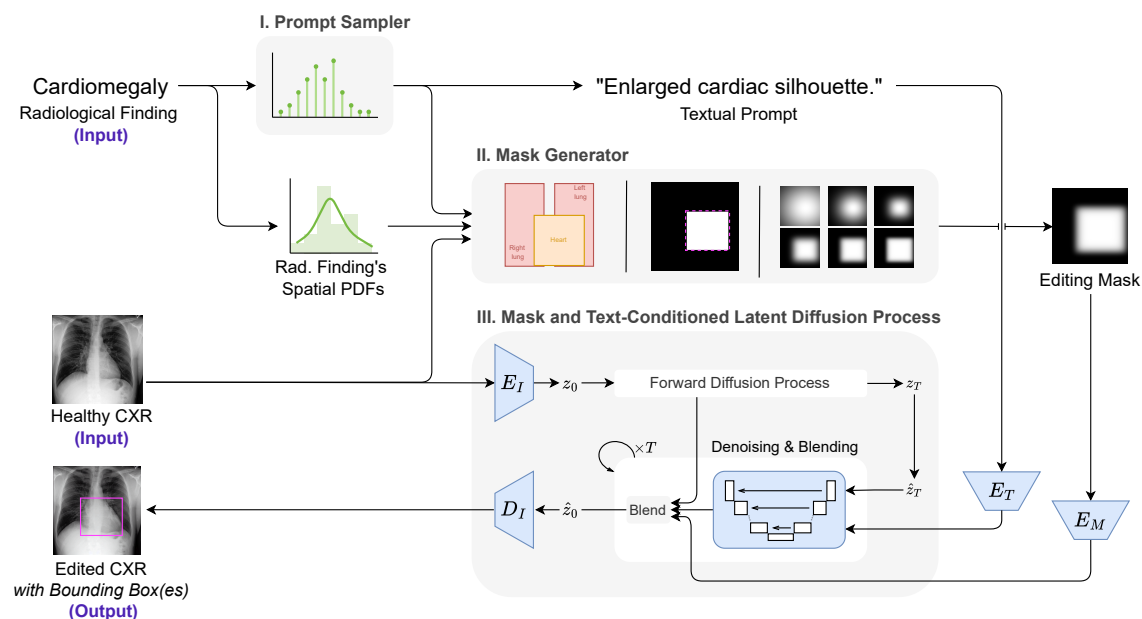 I. Prompt Sampler
Cardiomegaly
Radiological Finding
(Input)
"Enlarged cardiac silhouette."
Textual Prompt
II. Mask Generator
Left
lung
Right
lung
Heart
Rad. Finding's
Spatial PDFs
Editing Mask
III. Mask and Text-Conditioned Latent Diffusion Process
E_I
z_0
Forward Diffusion Process
z_T
Healthy CXR
(Input)
×T
Denoising & Blending
ẑ_T
E_T
E_M
D_I
ẑ_0
Blend
Edited CXR
with Bounding Box(es)
(Output)